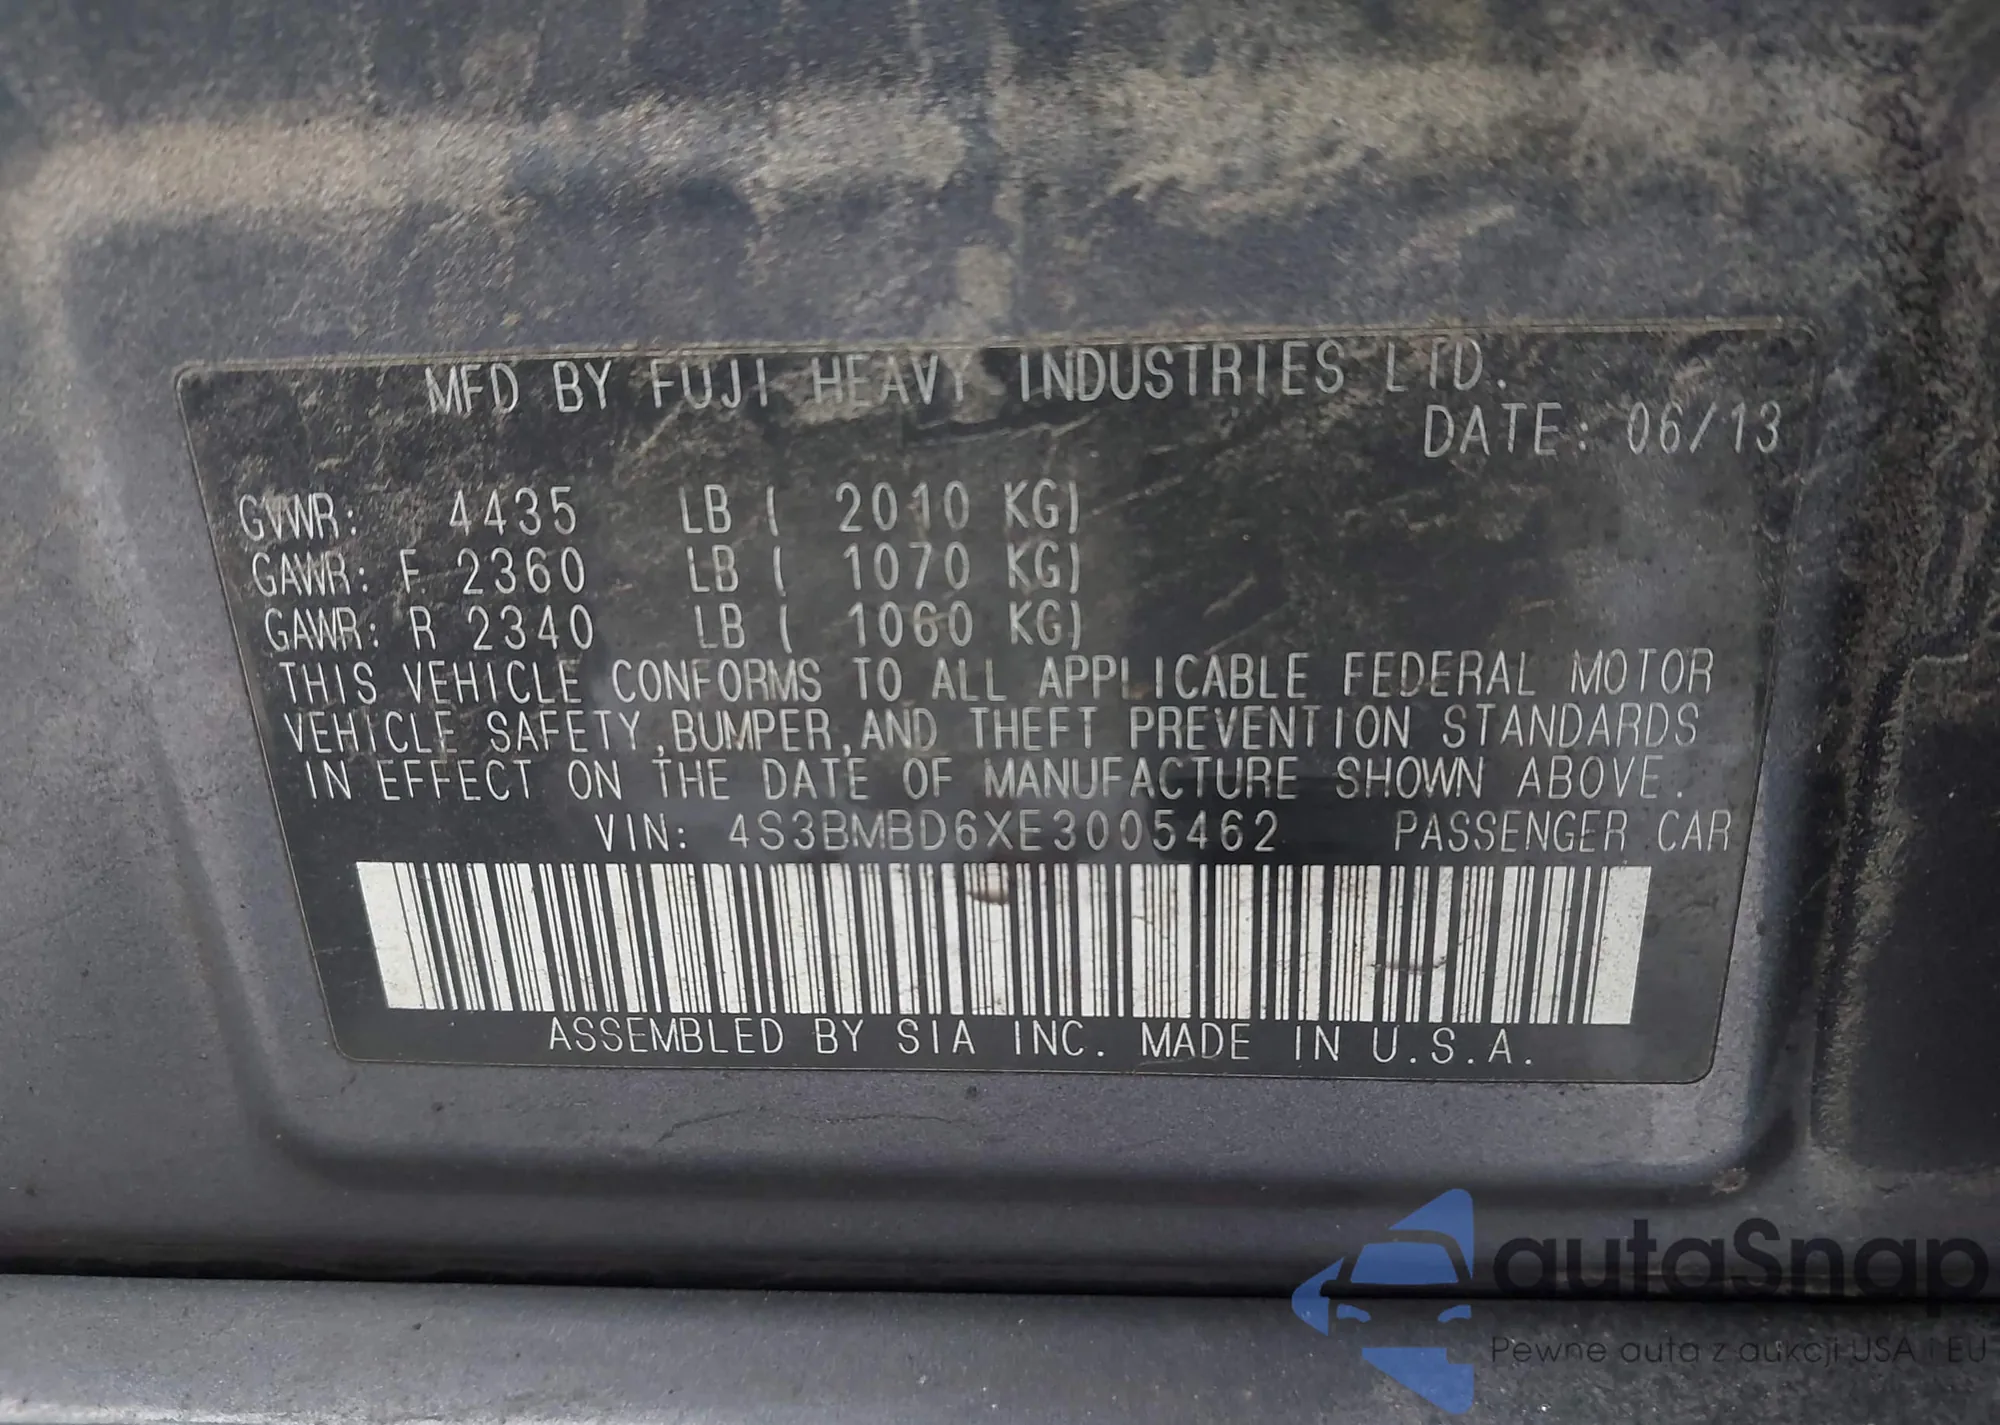 MFD BY FUJI HEAVY INDUSTRIES LTD.
DATE: 06/13
GVWR: 4435 LB ( 2010 KG)
GAWR: F 2360 LB ( 1070 KG)
GAWR: R 2340 LB ( 1060 KG)
THIS VEHICLE CONFORMS TO ALL APPLICABLE FEDERAL MOTOR
VEHICLE SAFETY,BUMPER,AND THEFT PREVENTION STANDARDS
IN EFFECT ON THE DATE OF MANUFACTURE SHOWN ABOVE.
VIN: 4S3BMBD6XE3005462 PASSENGER CAR
ASSEMBLED BY SIA INC. MADE IN U.S.A.
autaSnap
Pewne auta z aukcji USA i EU